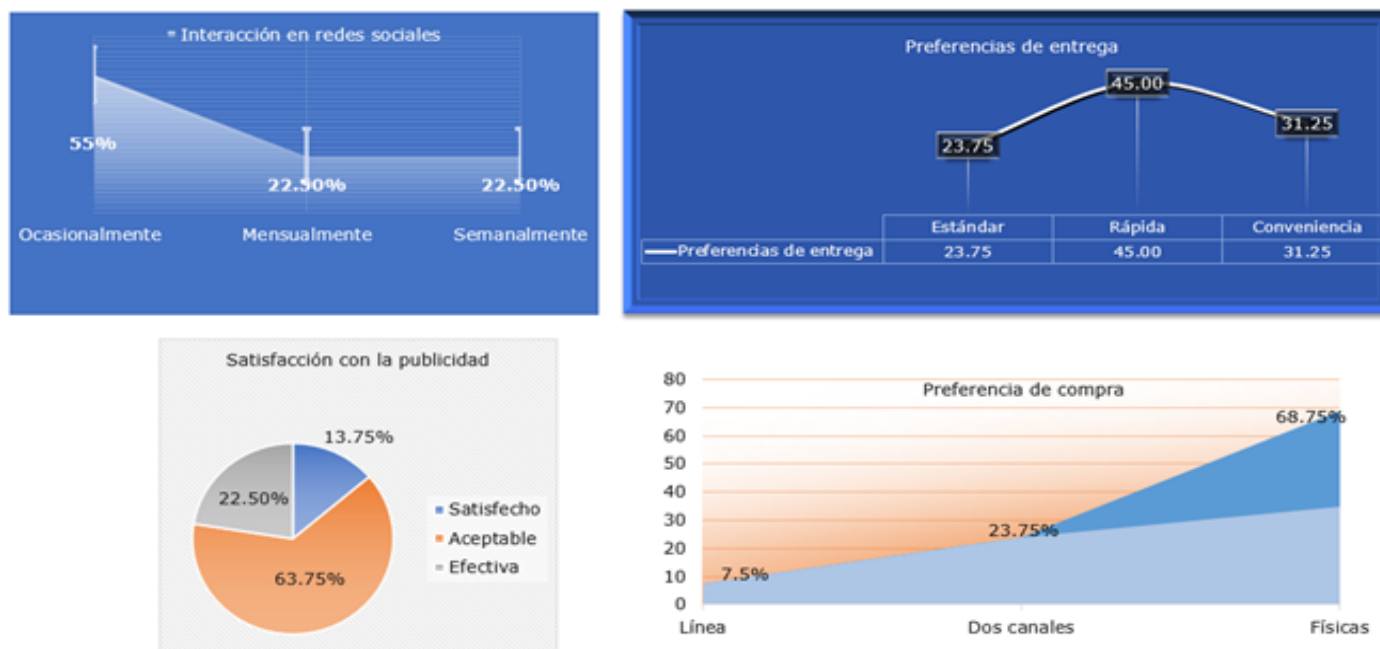 = Interacción en redes sociales
55%
22.50%
22.50%
Ocasionalmente Mensualmente Semanalmente
Preferencias de entrega
45.00
31.25
23.75
Estándar Rápida Conveniencia
Preferencias de entrega 23.75 45.00 31.25
Satisfacción con la publicidad
13.75%
22.50%
63.75%
Satisfecho
Aceptable
Efectiva
Preferencia de compra
80
70
60
50
40
30
20
10
0
68.75%
23.75%
7.5%
Línea Dos canales Físicas